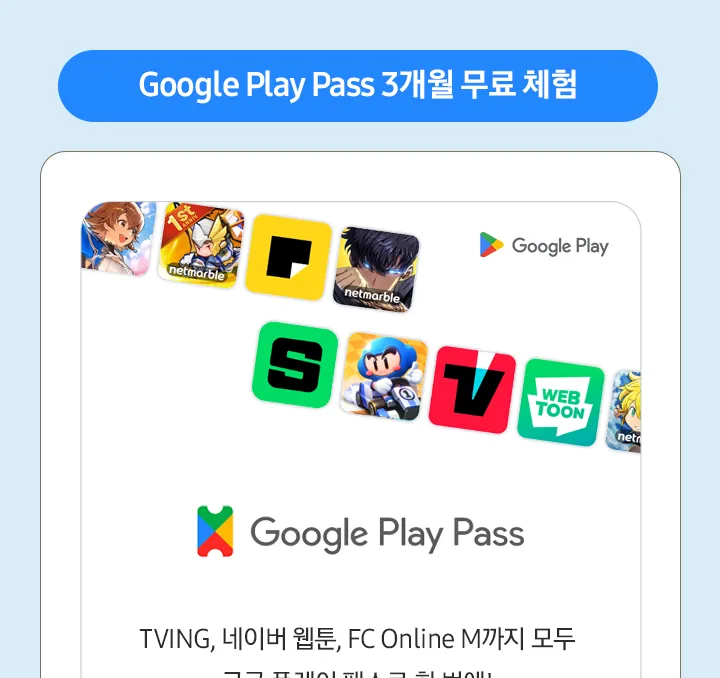 Google Play Pass 3개월 무료 체험
1st
netmarble
netmarble
Google Play
WEB
TOON
netm
Google Play Pass
TVING, 네이버 웹툰, FC Online M까지 모두